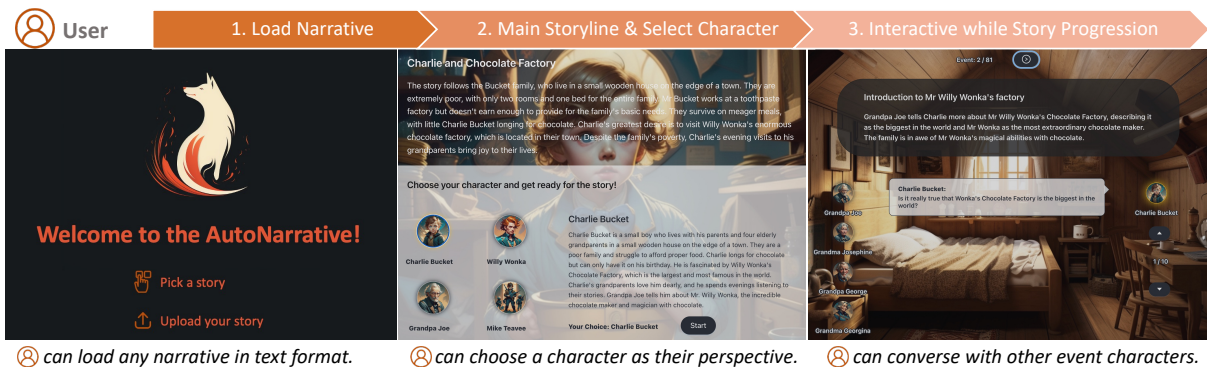 User
1. Load Narrative
2. Main Storyline & Select Character
3. Interactive while Story Progression
Welcome to the AutoNarrative!
Pick a story
Upload your story
Charlie and Chocolate Factory
The story follows the Bucket family, who live in a small wooden house on the edge of a town. They are
extremely poor, with only two rooms and one bed for the entire family. Mr Bucket works at a toothpaste
factory but doesn't earn enough to provide for the family's basic needs. They survive on meager meals,
with little Charlie Bucket longing for chocolate. Charlie's greatest desire is to visit Willy Wonka's enormous
chocolate factory, which is located in their town. Despite the family's poverty, Charlie's evening visits to his
grandparents bring joy to their lives.
Choose your character and get ready for the story!
Charlie Bucket
Willy Wonka
Grandpa Joe
Mike Teavee
Charlie Bucket
Charlie Bucket is a small boy who lives with his parents and four elderly
grandparents in a small wooden house on the edge of a town. They are a
poor family and struggle to afford proper food. Charlie longs for chocolate
but can only have it on his birthday. He is fascinated by Willy Wonka's
Chocolate Factory, which is the largest and most famous in the world.
Charlie's grandparents love him dearly, and he spends evenings listening to
their stories. Grandpa Joe tells him about Mr. Willy Wonka, the incredible
chocolate maker and magician with chocolate.
Your Choice: Charlie Bucket
Start
Event: 2 / 81
Introduction to Mr Willy Wonka's factory
Grandpa Joe tells Charlie more about Mr Willy Wonka's Chocolate Factory, describing it
as the biggest in the world and Mr Wonka as the most extraordinary chocolate maker.
The family is in awe of Mr Wonka's magical abilities with chocolate.
Charlie Bucket:
Is it really true that Wonka's Chocolate Factory is the biggest in the
world?
Grandpa Joe
Grandma Josephine
Grandpa George
Grandma Georgina
Charlie Bucket
1 / 10
can load any narrative in text format.
can choose a character as their perspective.
can converse with other event characters.